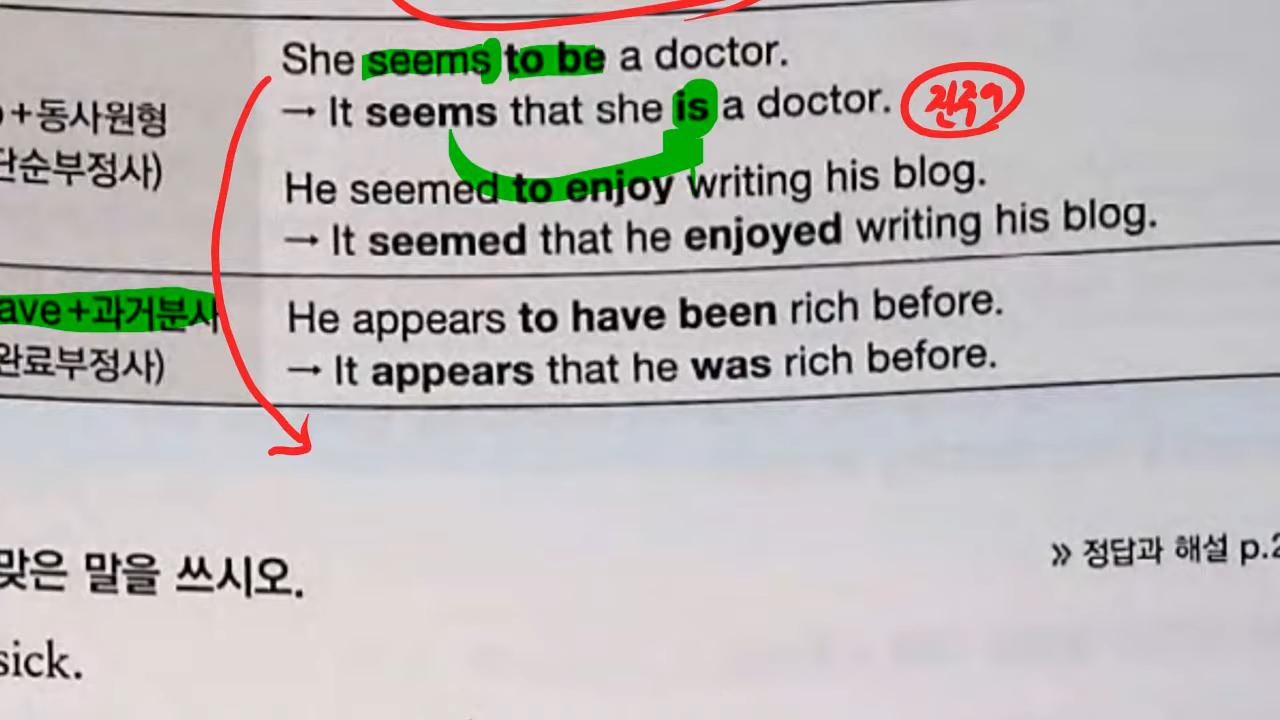 She seems to be a doctor.
→ It seems that she is a doctor. 진주어
+동사원형
단순부정사)
He seemed to enjoy writing his blog.
→ It seemed that he enjoyed writing his blog.
ave+과거분사
완료부정사)
He appears to have been rich before.
→ It appears that he was rich before.
맞은 말을 쓰시오.
» 정답과 해설 p.2
sick.